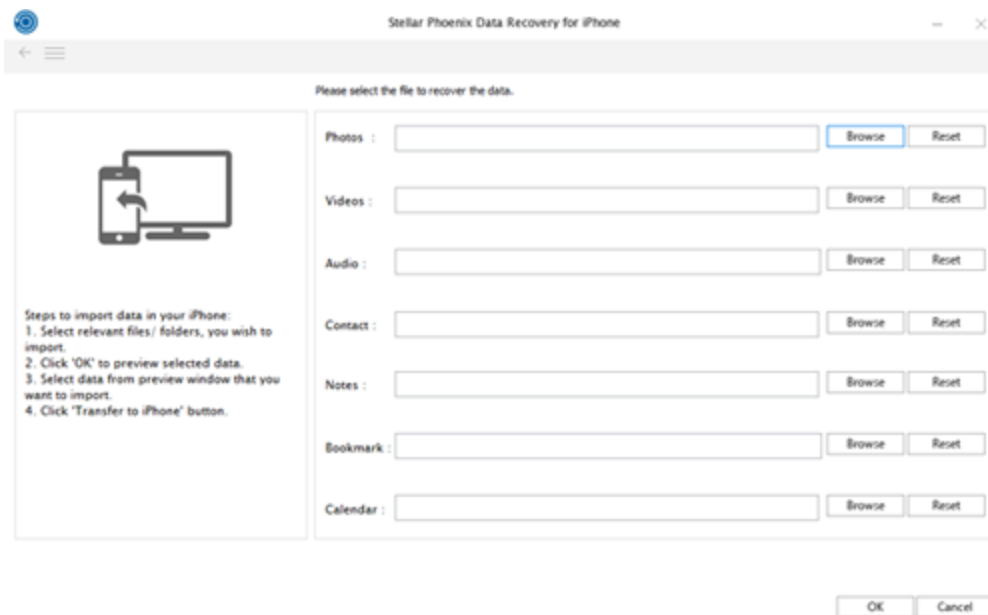 Stellar Phoenix Data Recovery for iPhone
Please select the file to recover the data.
Steps to import data in your iPhone:
1. Select relevant files/ folders, you wish to
import.
2. Click 'OK' to preview selected data.
3. Select data from preview window that you
want to import.
4. Click 'Transfer to iPhone' button.
Photos : Browse Reset
Videos : Browse Reset
Audio : Browse Reset
Contact : Browse Reset
Notes : Browse Reset
Bookmark : Browse Reset
Calendar : Browse Reset
OK Cancel